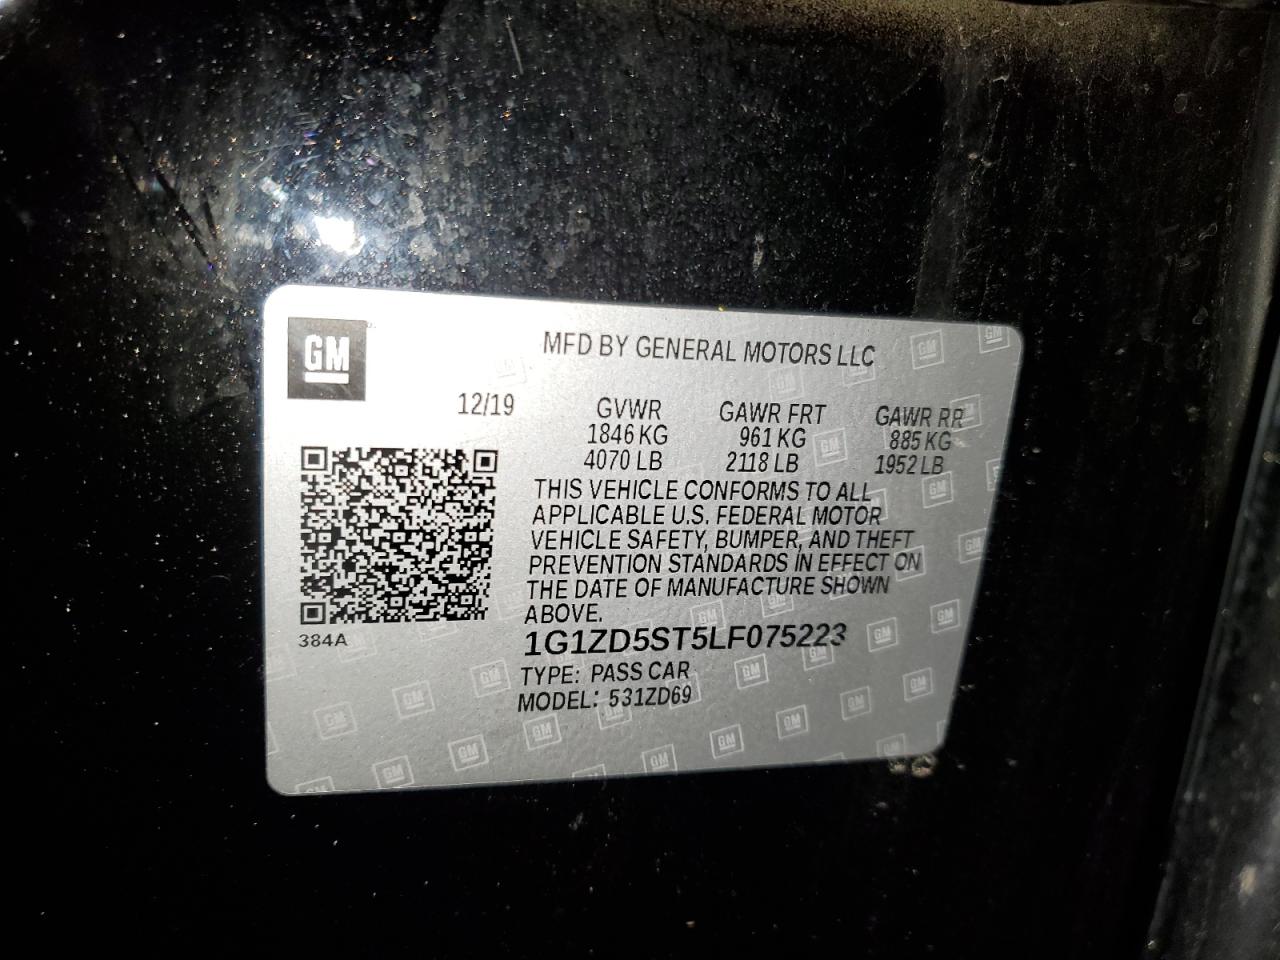 GM
MFD BY GENERAL MOTORS LLC
12/19 GVWR GAWR FRT GAWR RR
1846 KG 961 KG 885 KG
4070 LB 2118 LB 1952 LB
THIS VEHICLE CONFORMS TO ALL
APPLICABLE U.S. FEDERAL MOTOR
VEHICLE SAFETY, BUMPER, AND THEFT
PREVENTION STANDARDS IN EFFECT ON
THE DATE OF MANUFACTURE SHOWN
ABOVE.
384A
1G1ZD5ST5LF075223
TYPE: PASS CAR
MODEL: 531ZD69